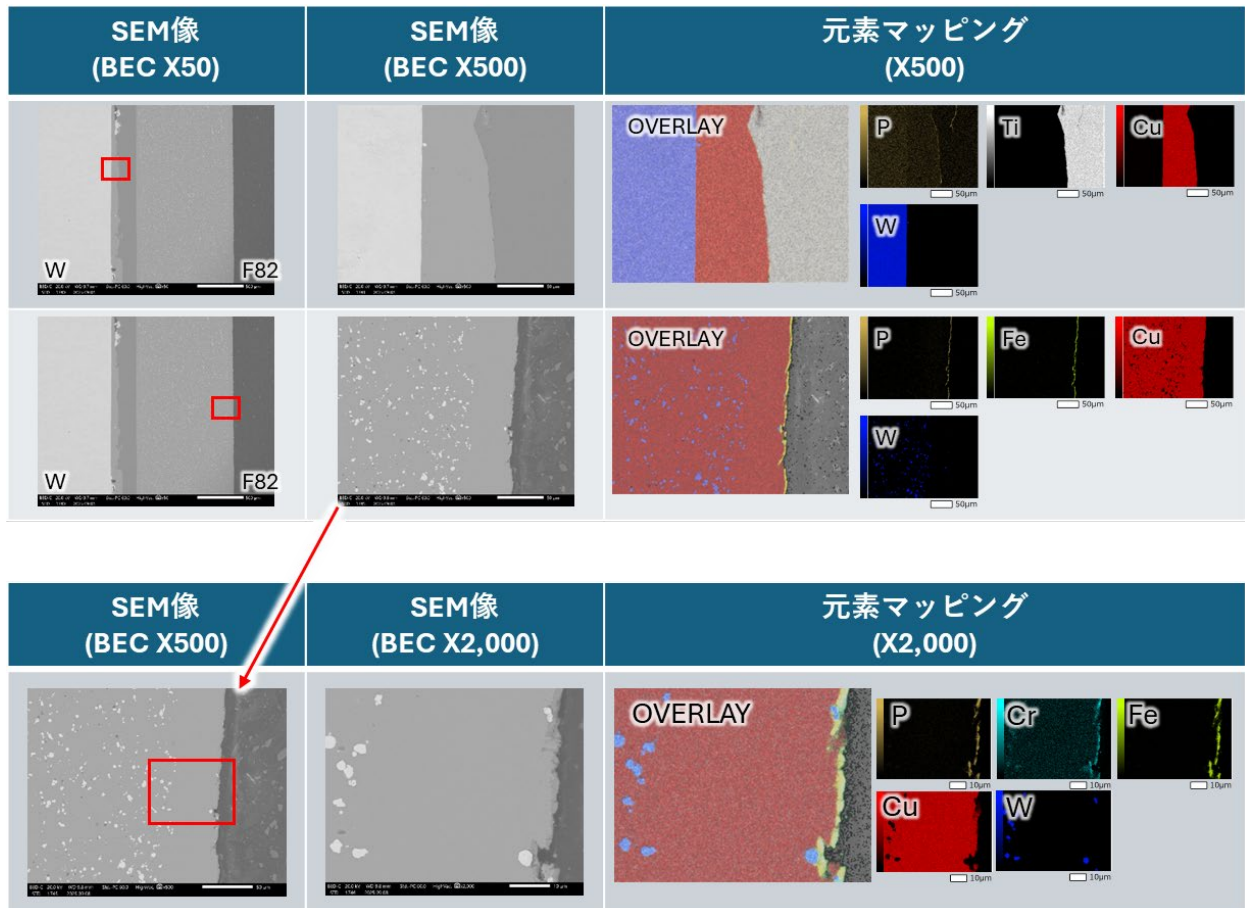 SEM像
(BEC X50)
SEM像
(BEC X500)
元素マッピング
(X500)
W
F82
OVERLAY
P
Ti
Cu
50μm
50μm
50μm
W
50μm
W
F82
OVERLAY
P
Fe
Cu
50μm
50μm
50μm
W
50μm
SEM像
(BEC X500)
SEM像
(BEC X2,000)
元素マッピング
(X2,000)
OVERLAY
P
Cr
Fe
10μm
10μm
10μm
Cu
W
10μm
10μm